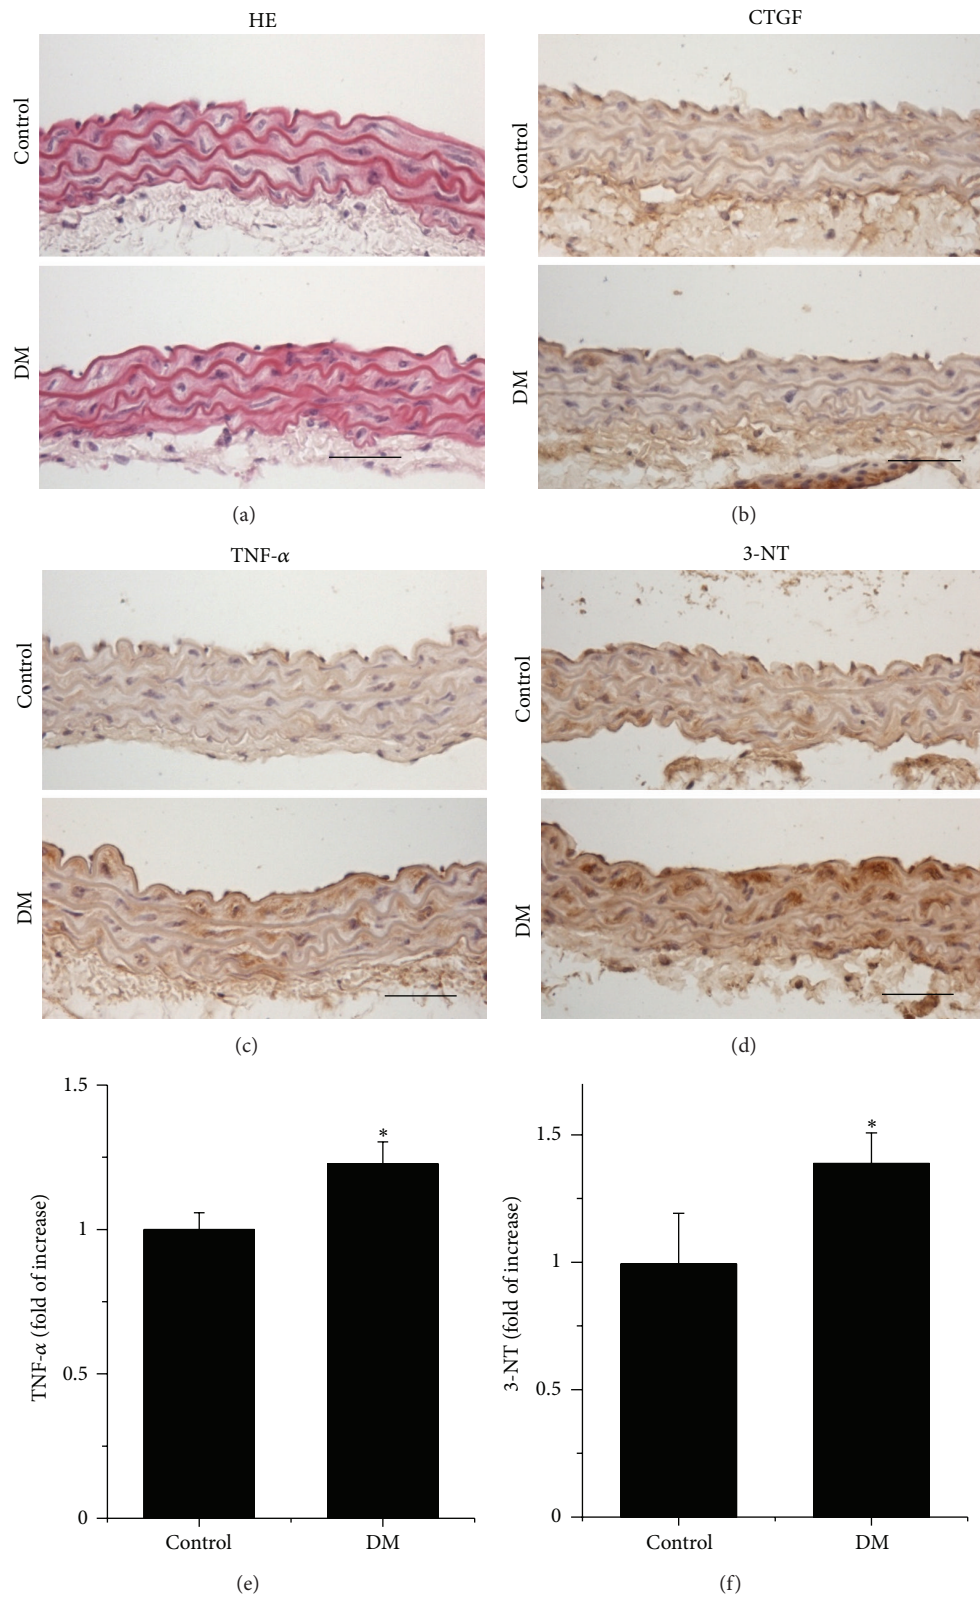 HE
CTGF
Control
Control
DM
DM
(a)
(b)
TNF-α
3-NT
Control
Control
DM
DM
(c)
(d)
TNF-α (fold of increase)
1.5
1
0.5
0
*
Control
DM
(e)
3-NT (fold of increase)
1.5
1
0.5
0
*
Control
DM
(f)